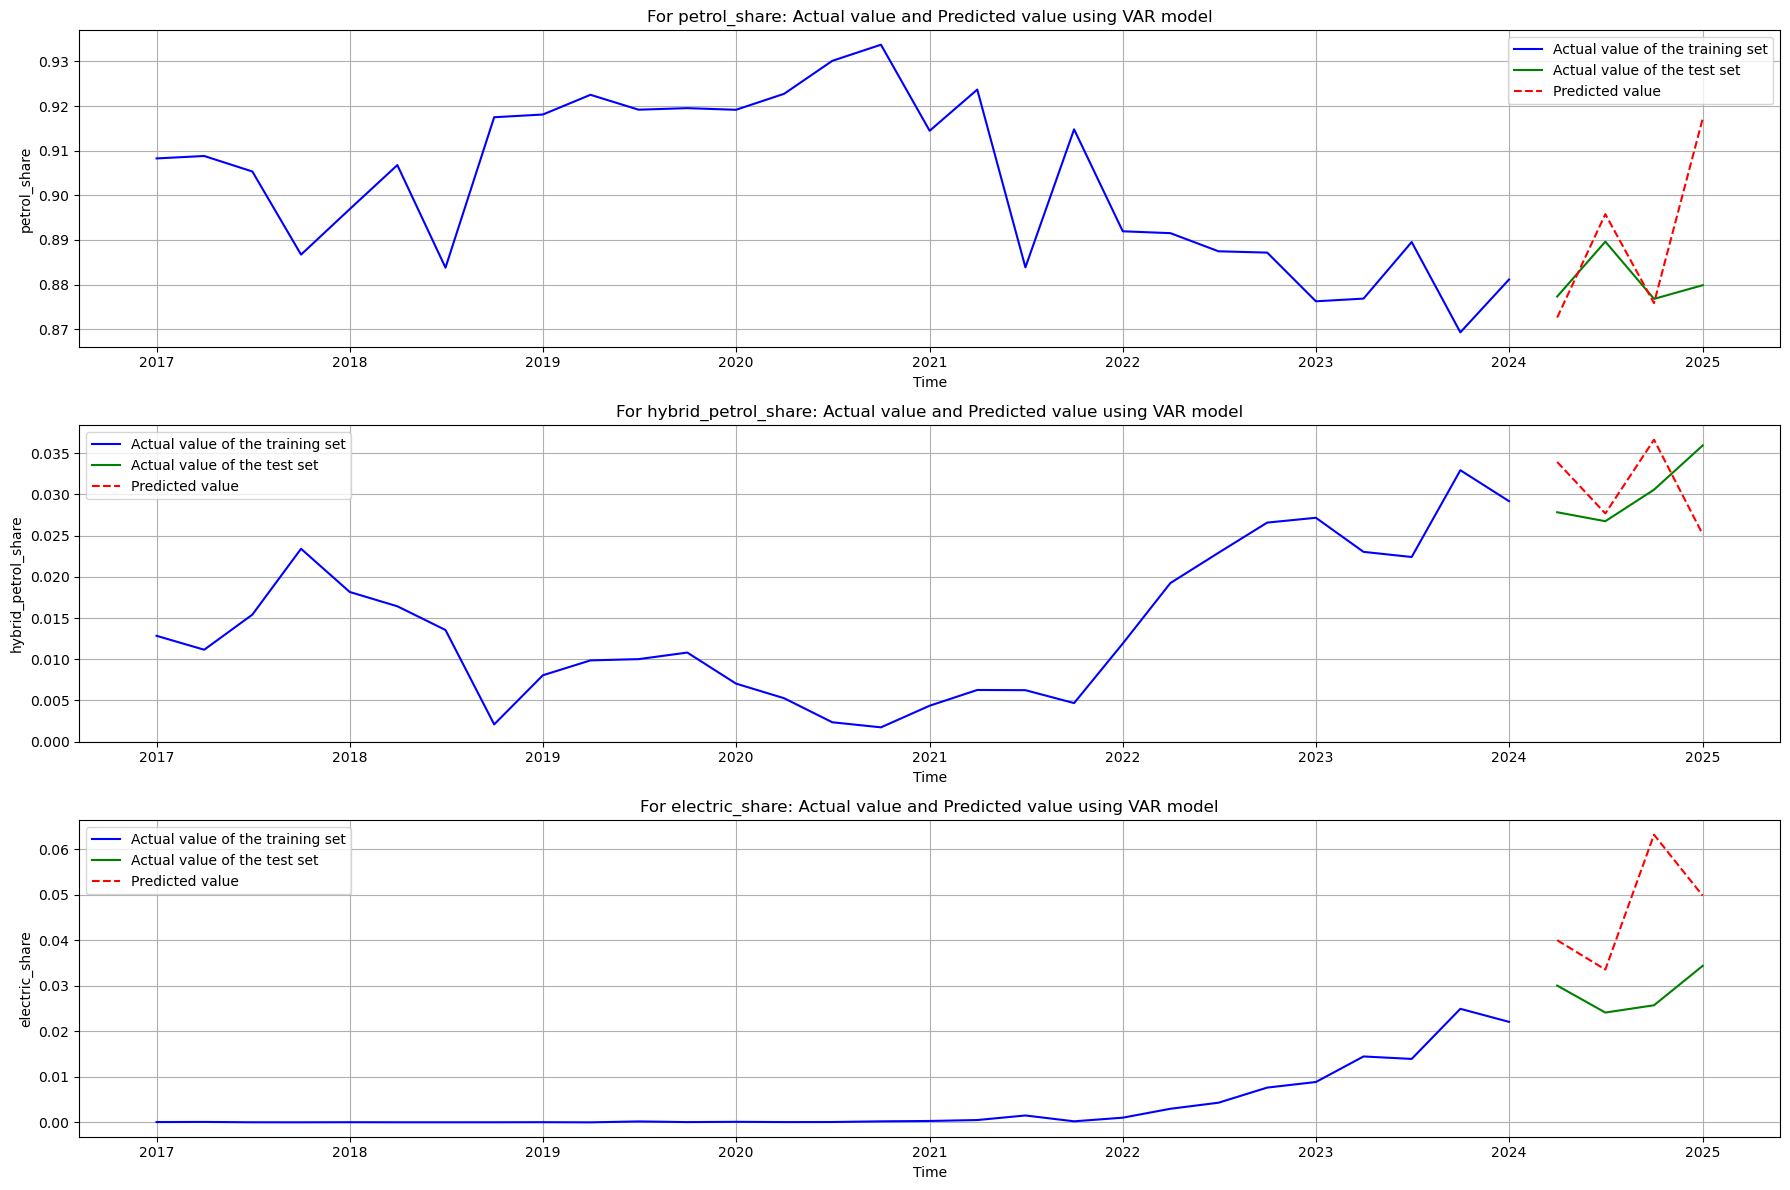 For petrol_share: Actual value and Predicted value using VAR model
Actual value of the training set
Actual value of the test set
Predicted value
petrol_share
0.93
0.92
0.91
0.90
0.89
0.88
0.87
2017 2018 2019 2020 2021 2022 2023 2024 2025
Time
For hybrid_petrol_share: Actual value and Predicted value using VAR model
Actual value of the training set
Actual value of the test set
Predicted value
hybrid_petrol_share
0.035
0.030
0.025
0.020
0.015
0.010
0.005
0.000
2017 2018 2019 2020 2021 2022 2023 2024 2025
Time
For electric_share: Actual value and Predicted value using VAR model
Actual value of the training set
Actual value of the test set
Predicted value
electric_share
0.06
0.05
0.04
0.03
0.02
0.01
0.00
2017 2018 2019 2020 2021 2022 2023 2024 2025
Time